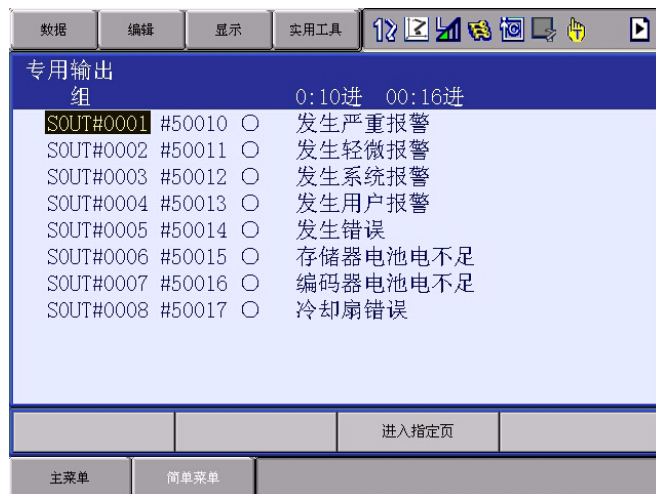 数据 编辑 显示 实用工具
专用输出
组 0:10进 00:16进
SOUT#0001 #50010 ○ 发生严重报警
SOUT#0002 #50011 ○ 发生轻微报警
SOUT#0003 #50012 ○ 发生系统报警
SOUT#0004 #50013 ○ 发生用户报警
SOUT#0005 #50014 ○ 发生错误
SOUT#0006 #50015 ○ 存储器电池电不足
SOUT#0007 #50016 ○ 编码器电池电不足
SOUT#0008 #50017 ○ 冷却扇错误
进入指定页
主菜单 简单菜单